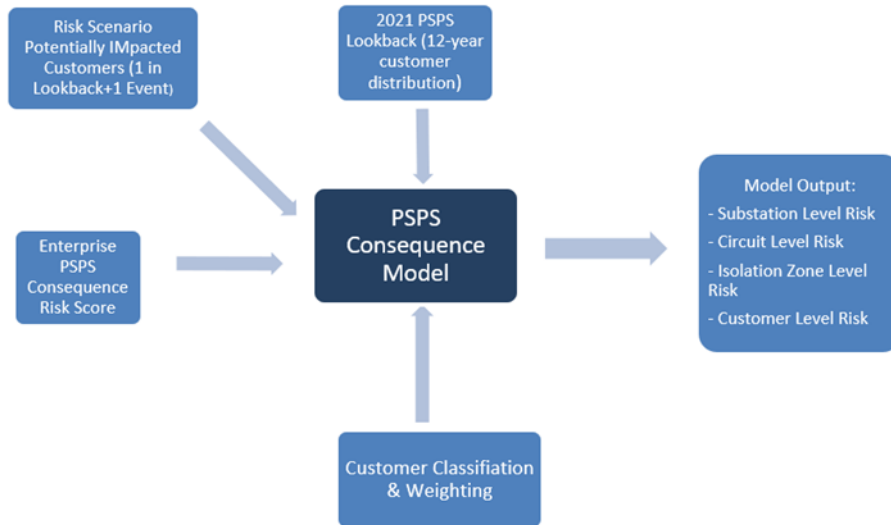 Risk Scenario
Potentially IMpacted
Customers (1 in
Lookback+1 Event)
2021 PSPS
Lookback (12-year
customer
distribution)
Enterprise
PSPS
Consequence
Risk Score
PSPS
Consequence
Model
Model Output:
- Substation Level Risk
- Circuit Level Risk
- Isolation Zone Level
Risk
- Customer Level Risk
Customer Classifiation
& Weighting